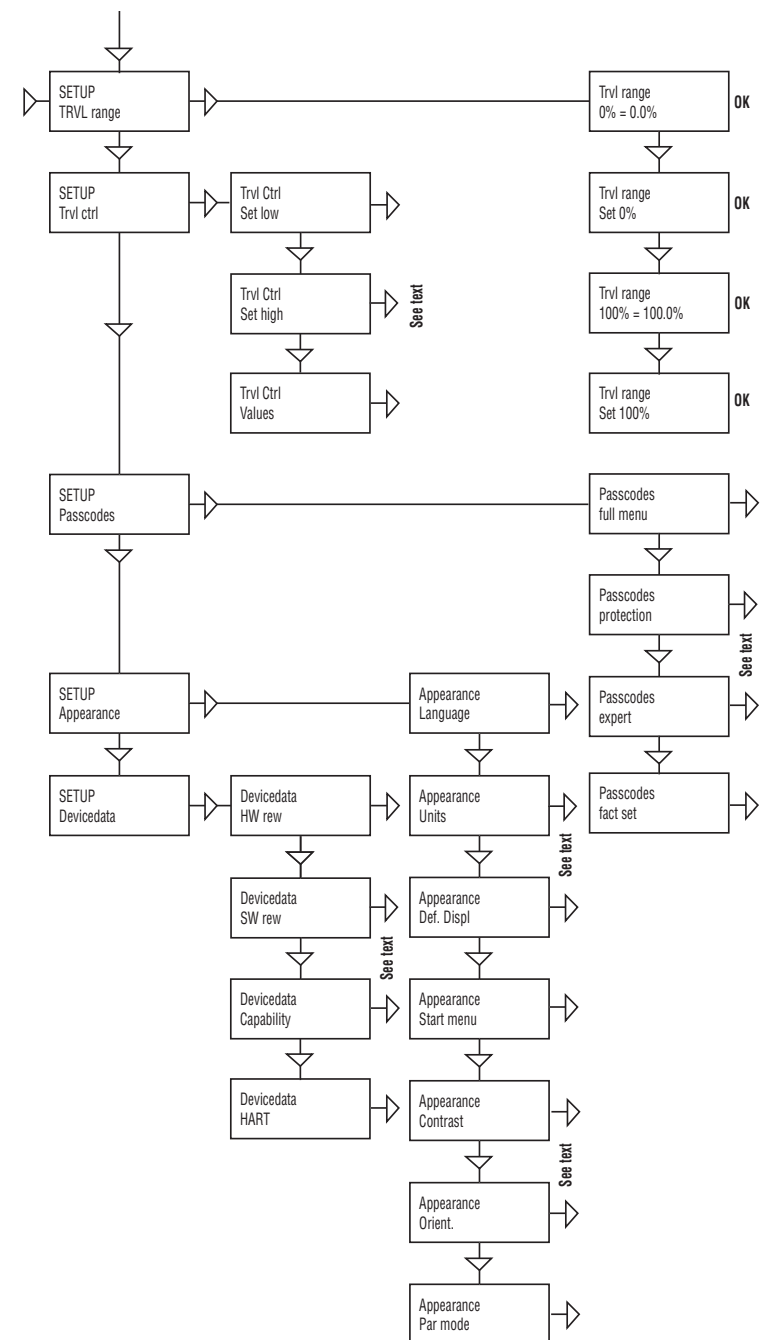 SETUP
TRVL range
Trvl range
0% = 0.0%
OK
SETUP
Trvl ctrl
Trvl Ctrl
Set low
Trvl range
Set 0%
OK
Trvl Ctrl
Set high
See text
Trvl range
100% = 100.0%
OK
Trvl Ctrl
Values
Trvl range
Set 100%
OK
SETUP
Passcodes
Passcodes
full menu
Passcodes
protection
See text
SETUP
Appearance
Appearance
Language
Passcodes
expert
SETUP
Devicedata
Devicedata
HW rew
Appearance
Units
See text
Passcodes
fact set
Devicedata
SW rew
See text
Appearance
Def. Displ
Devicedata
Capability
Appearance
Start menu
Devicedata
HART
Appearance
Contrast
See text
Appearance
Orient.
Appearance
Par mode